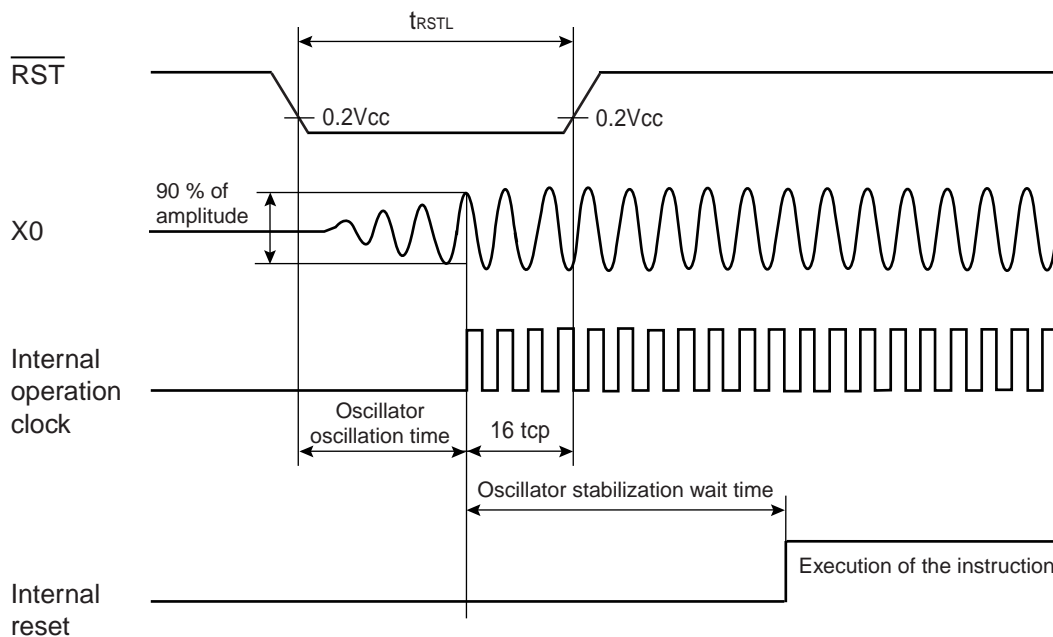 tRSTL
RST
0.2Vcc
0.2Vcc
90 % of
amplitude
X0
Internal
operation
clock
Oscillator
oscillation time
16 tcp
Oscillator stabilization wait time
Execution of the instruction
Internal
reset